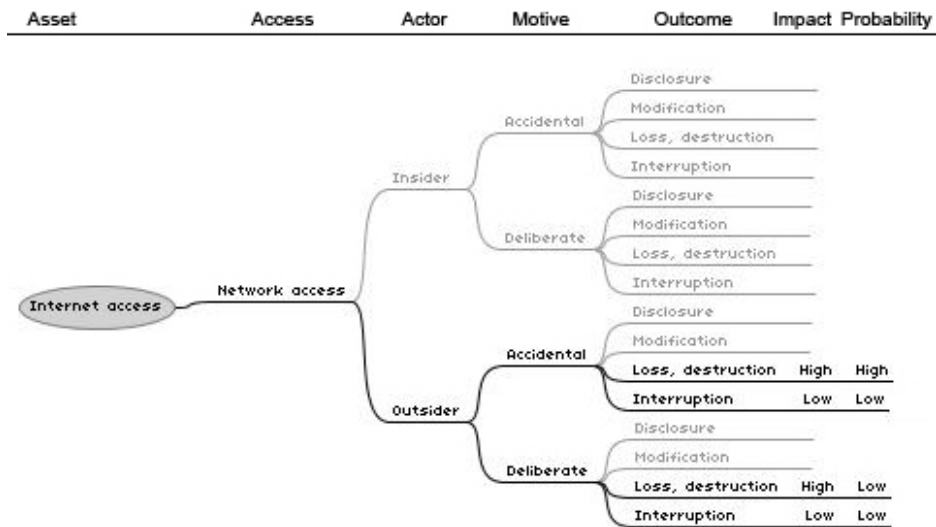 Asset Access Actor Motive Outcome Impact Probability
Disclosure
Modification
Accidental
Loss, destruction
Interruption
Insider
Disclosure
Modification
Deliberate
Loss, destruction
Interruption
Network access
Internet access
Disclosure
Modification
Accidental
Loss, destruction High High
Interruption Low Low
Outsider
Disclosure
Modification
Deliberate
Loss, destruction High Low
Interruption Low Low